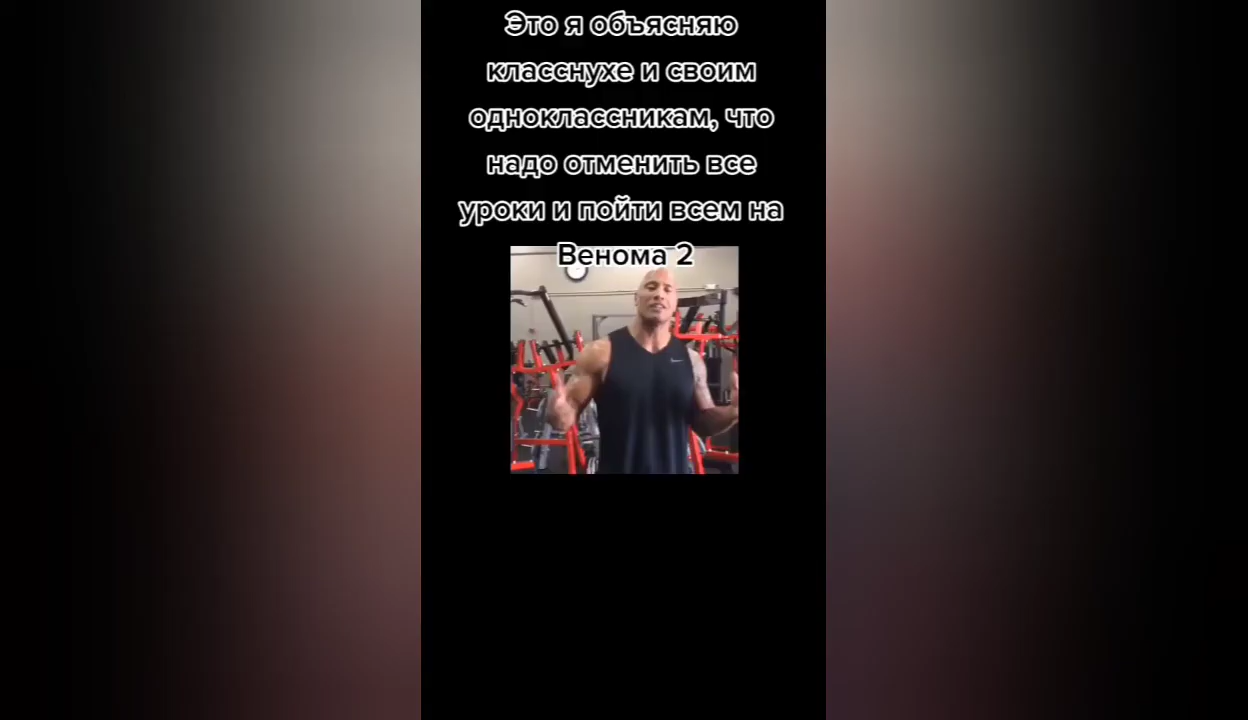 Это я объясняю
класснухе и своим
одноклассникам, что
надо отменить все
уроки и пойти всем на
Венома 2